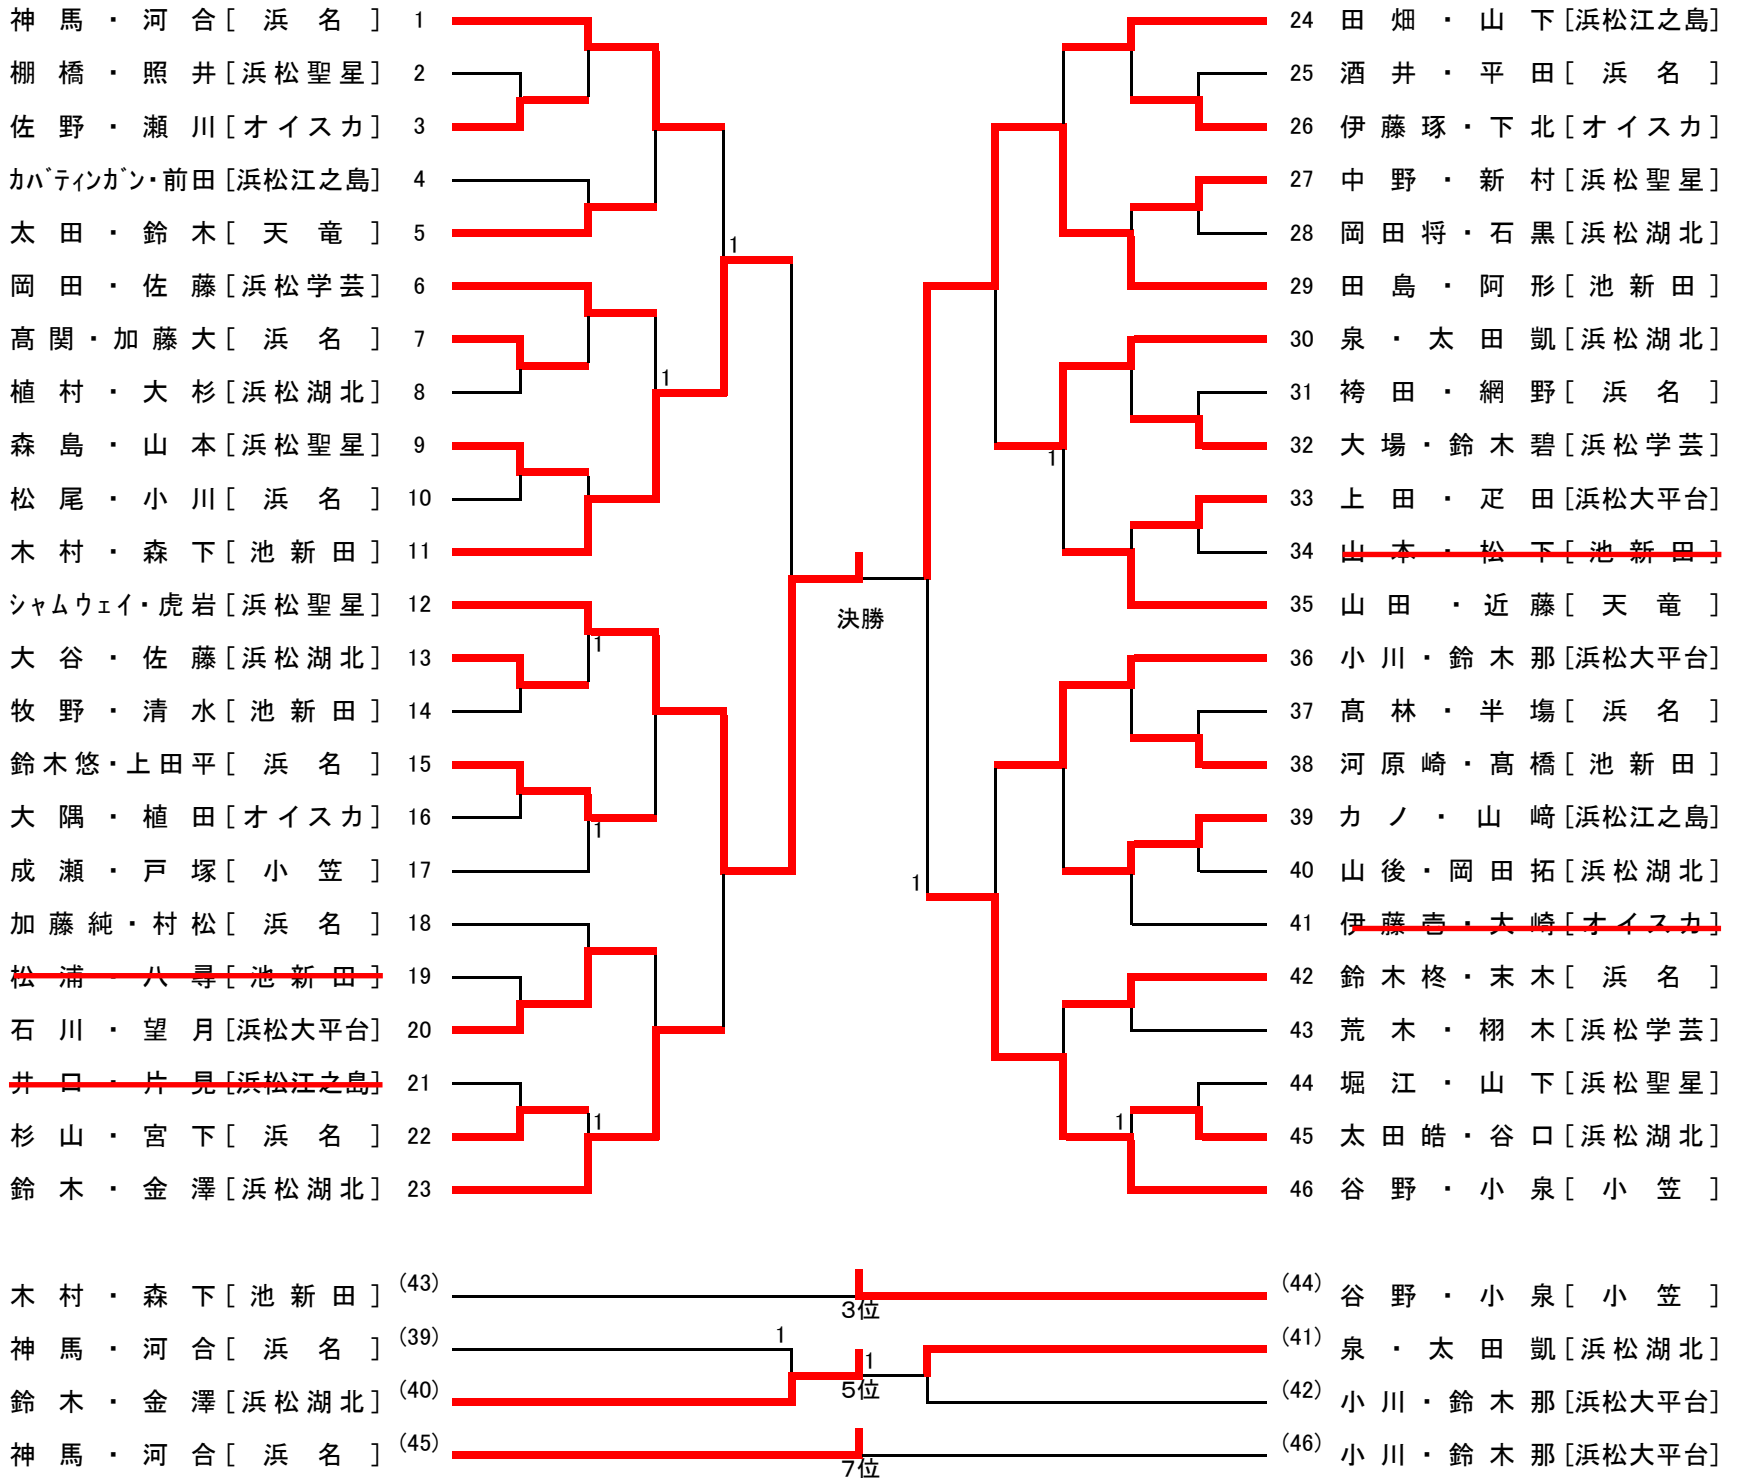 神馬・河合[浜名] 1
棚橋・照井[浜松聖星] 2
佐野・瀬川[オイスカ] 3
カバティンガン・前田[浜松江之島] 4
太田・鈴木[天竜] 5
岡田・佐藤[浜松学芸] 6
髙関・加藤大[浜名] 7
植村・大杉[浜松湖北] 8
森島・山本[浜松聖星] 9
松尾・小川[浜名] 10
木村・森下[池新田] 11
シャムウェイ・虎岩[浜松聖星] 12
大谷・佐藤[浜松湖北] 13
牧野・清水[池新田] 14
鈴木悠・上田平[浜名] 15
大隅・植田[オイスカ] 16
成瀬・戸塚[小笠] 17
加藤純・村松[浜名] 18
松浦・八尋[池新田] 19
石川・望月[浜松大平台] 20
井口・片見[浜松江之島] 21
杉山・宮下[浜名] 22
鈴木・金澤[浜松湖北] 23
1
1
1
1
1
決勝
1
1
1
24 田畑・山下[浜松江之島]
25 酒井・平田[浜名]
26 伊藤琢・下北[オイスカ]
27 中野・新村[浜松聖星]
28 岡田将・石黒[浜松湖北]
29 田島・阿形[池新田]
30 泉・太田凱[浜松湖北]
31 袴田・網野[浜名]
32 大場・鈴木碧[浜松学芸]
33 上田・疋田[浜松大平台]
34 山本・松下[池新田]
35 山田・近藤[天竜]
36 小川・鈴木那[浜松大平台]
37 髙林・半塲[浜名]
38 河原崎・髙橋[池新田]
39 カノ・山﨑[浜松江之島]
40 山後・岡田拓[浜松湖北]
41 伊藤壱・大崎[オイスカ]
42 鈴木柊・末木[浜名]
43 荒木・栩木[浜松学芸]
44 堀江・山下[浜松聖星]
45 太田皓・谷口[浜松湖北]
46 谷野・小泉[小笠]
木村・森下[池新田] (43) 3位 (44) 谷野・小泉[小笠]
神馬・河合[浜名] (39) 1 (41) 泉・太田凱[浜松湖北]
1
鈴木・金澤[浜松湖北] (40) 5位 (42) 小川・鈴木那[浜松大平台]
神馬・河合[浜名] (45) 7位 (46) 小川・鈴木那[浜松大平台]